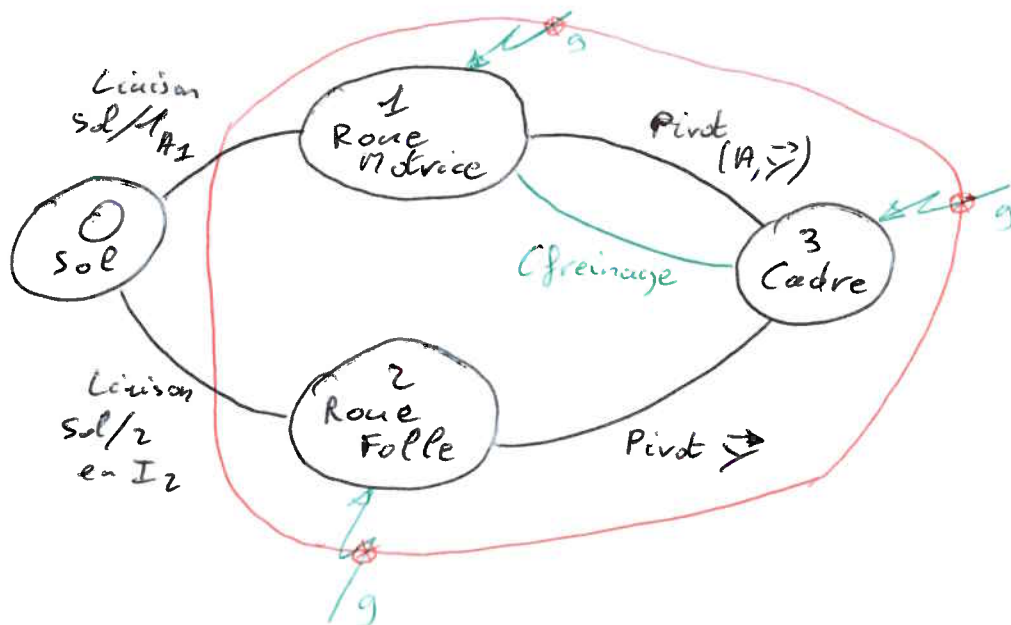 g
Liaison
sol/1 A1
1
Roue
Motrice
Pivot
(A, y⃗)
g
0
Sol
Cfreinage
3
Cadre
Liaison
Sol/2
en I2
2
Roue
Folle
Pivot y⃗
g